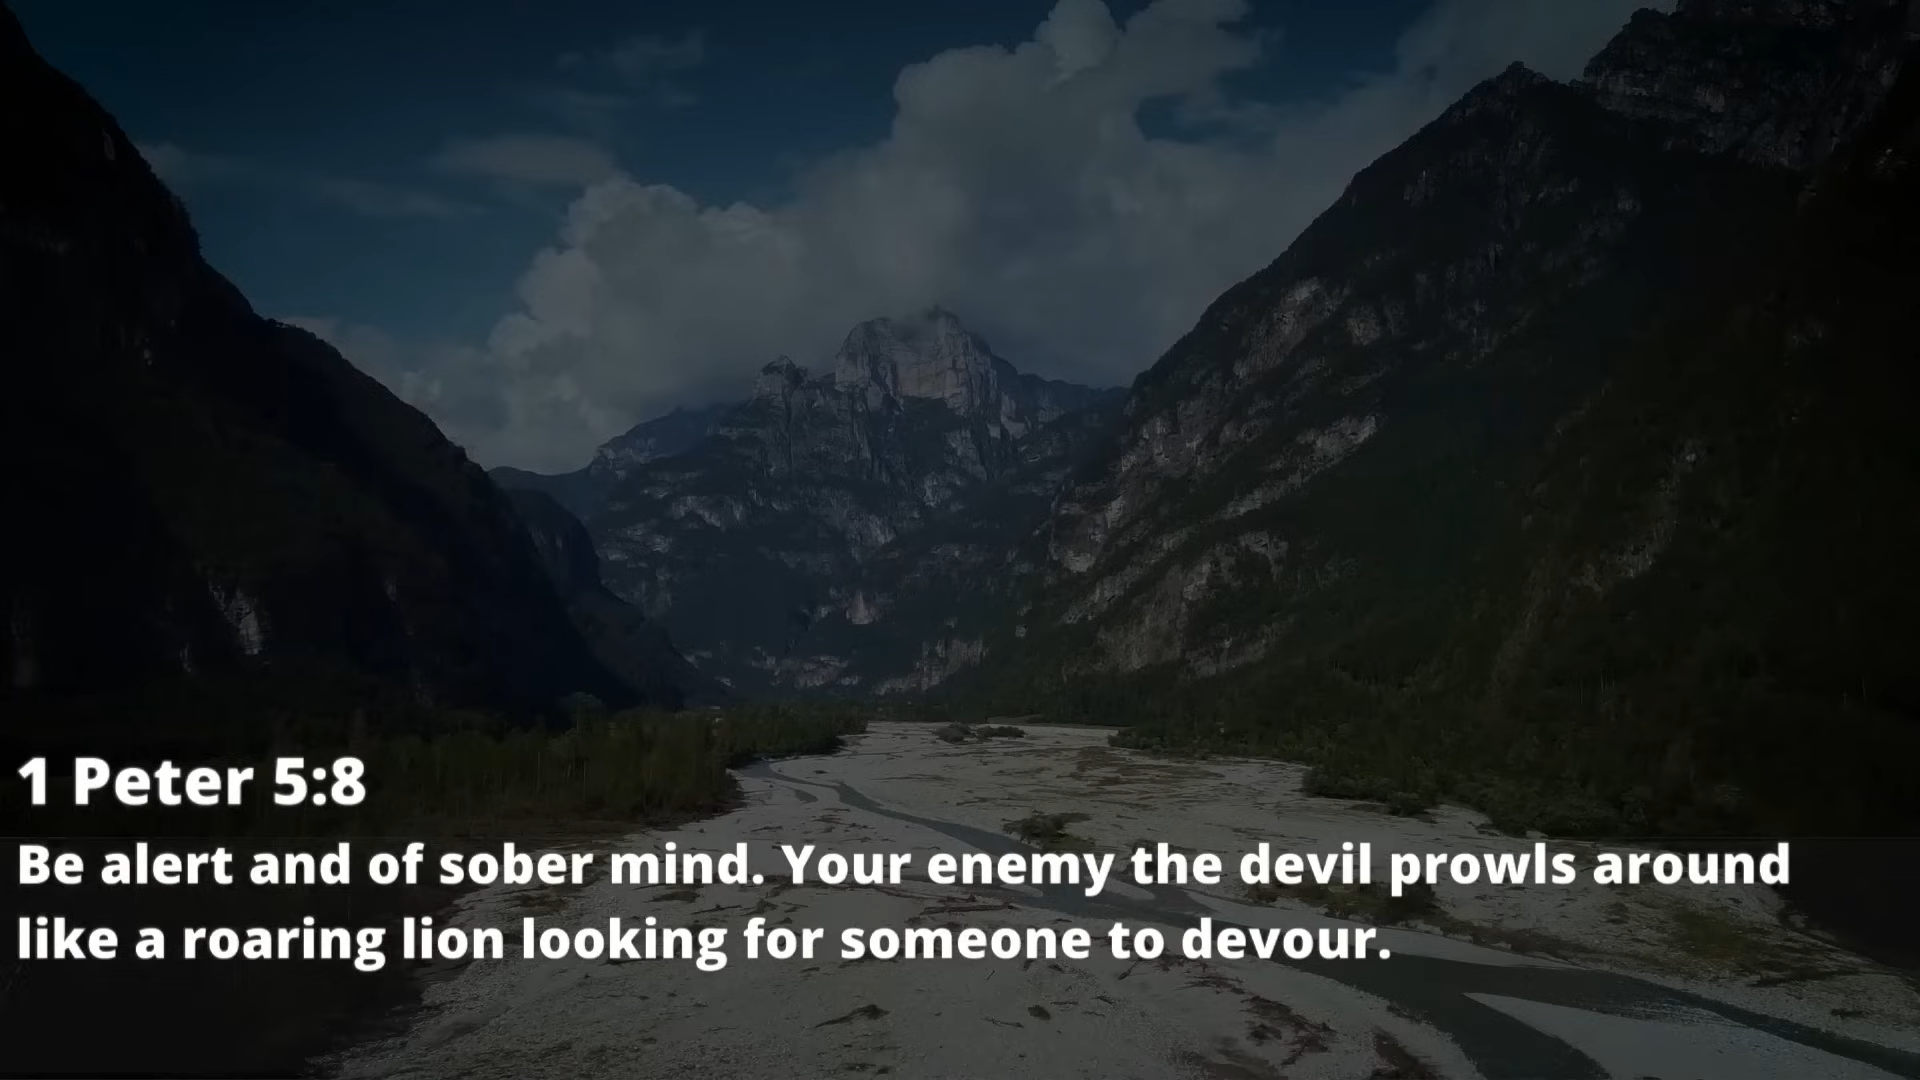 1 Peter 5:8
Be alert and of sober mind. Your enemy the devil prowls around
like a roaring lion looking for someone to devour.